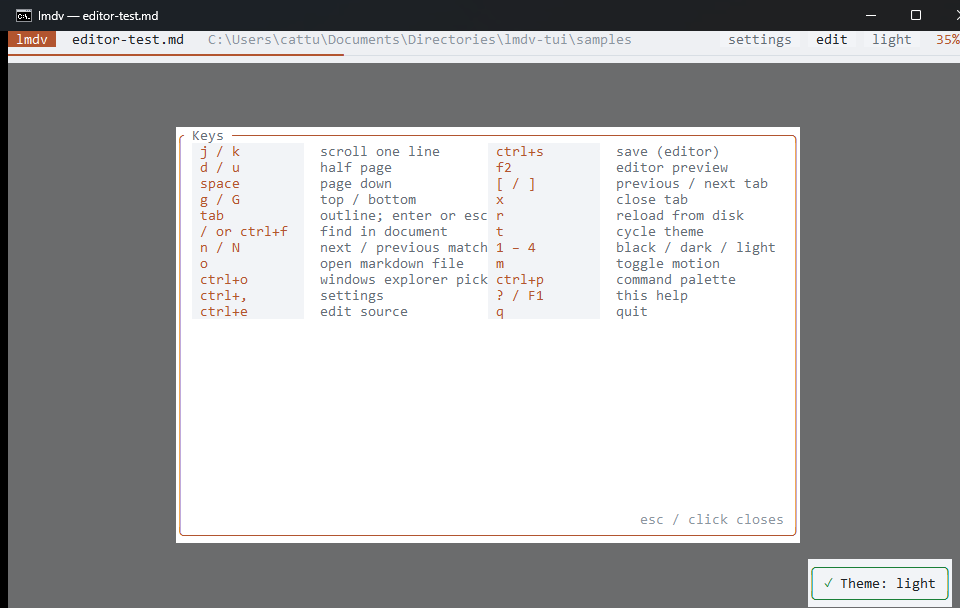 lmdv — editor-test.md
lmdv editor-test.md C:\Users\cattu\Documents\Directories\lmdv-tui\samples settings edit light 35%
Keys
j / k scroll one line ctrl+s save (editor)
d / u half page f2 editor preview
space page down [ / ] previous / next tab
g / G top / bottom x close tab
tab outline; enter or esc r reload from disk
/ or ctrl+f find in document t cycle theme
n / N next / previous match 1 – 4 black / dark / light
o open markdown file m toggle motion
ctrl+o windows explorer pick ctrl+p command palette
ctrl+, settings ? / F1 this help
ctrl+e edit source q quit
esc / click closes
✓ Theme: light